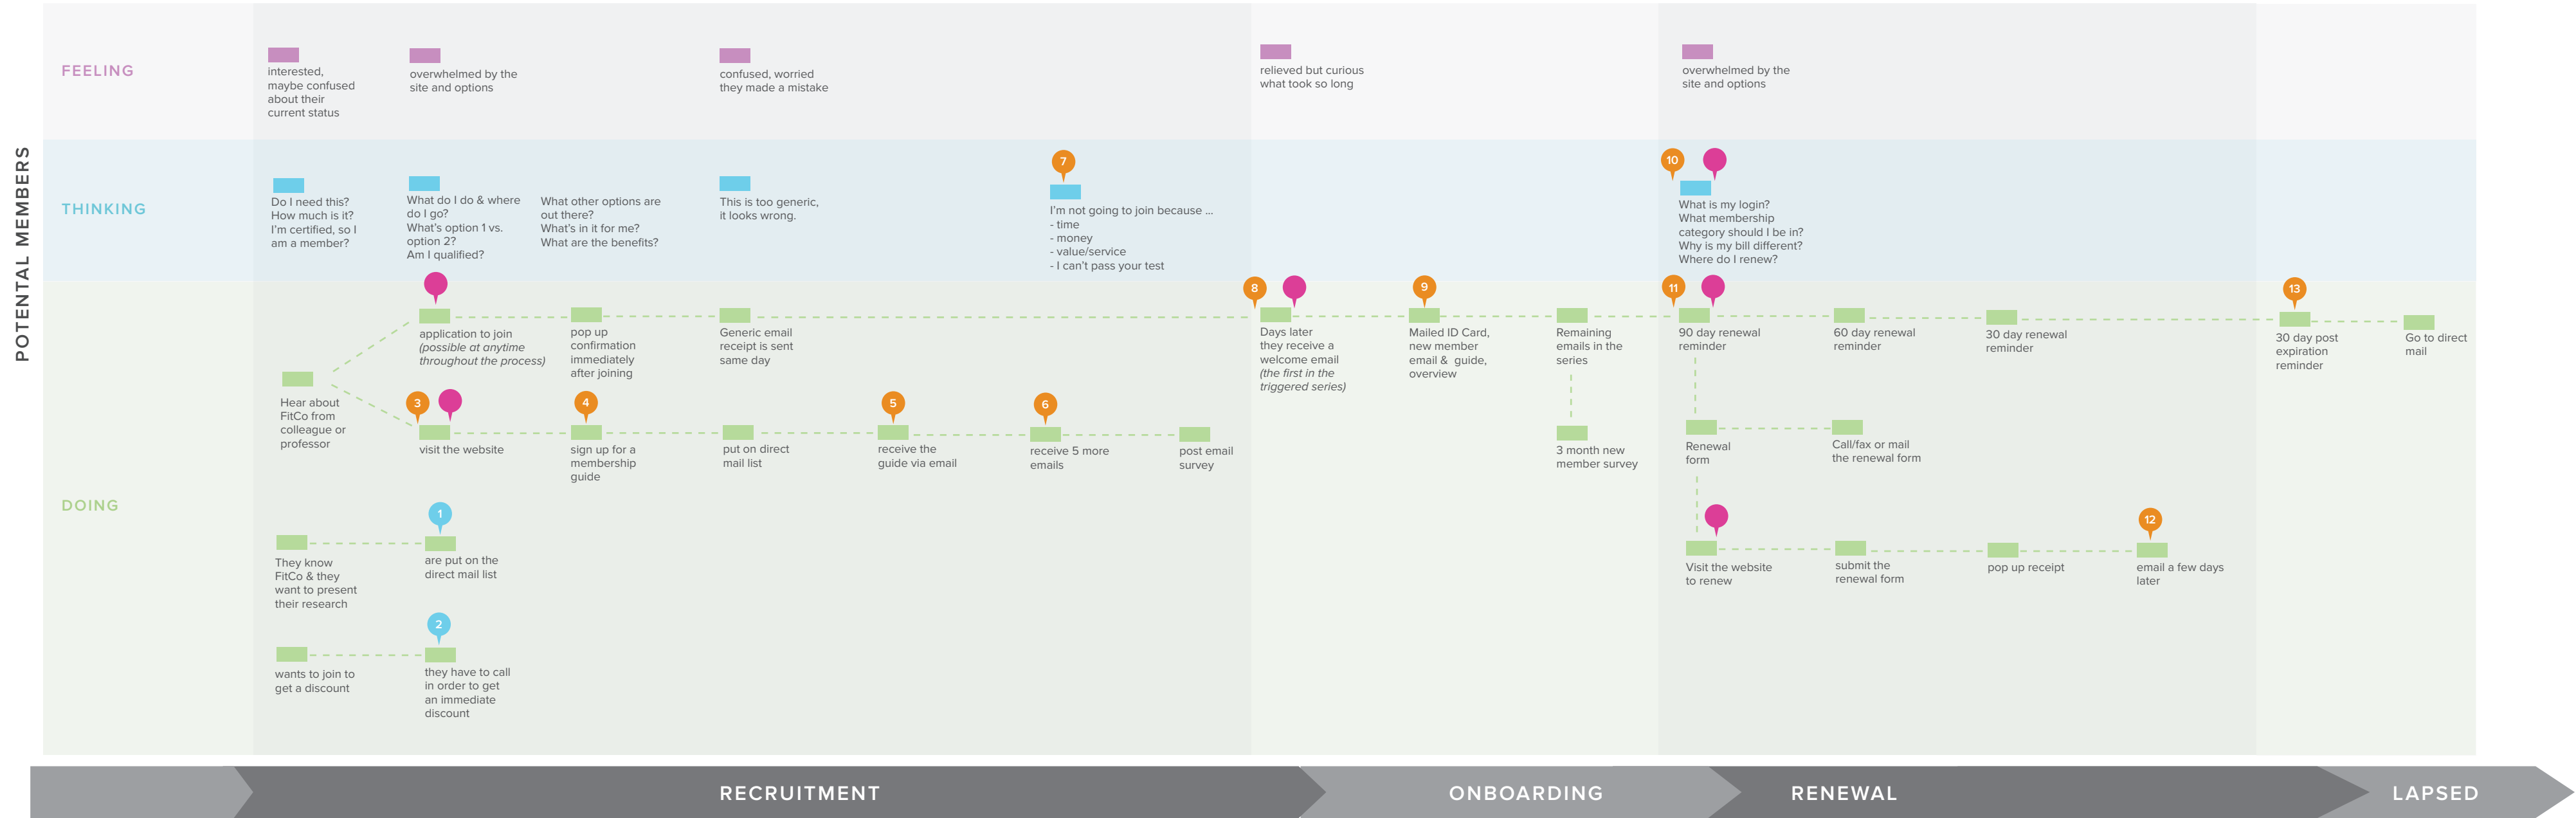 POTENTIAL MEMBERS
FEELING
interested,
maybe confused
about their
current status
overwhelmed by the
site and options
confused, worried
they made a mistake
relieved but curious
what took so long
overwhelmed by the
site and options
THINKING
Do I need this?
How much is it?
I'm certified, so I
am a member?
What do I do & where
do I go?
What's option 1 vs.
option 2?
Am I qualified?
What other options are
out there?
What's in it for me?
What are the benefits?
This is too generic,
it looks wrong.
7
I'm not going to join because ...
- time
- money
- value/service
- I can't pass your test
10
What is my login?
What membership
category should I be in?
Why is my bill different?
Where do I renew?
DOING
Hear about
FitCo from
colleague or
professor
application to join
(possible at anytime
throughout the process)
pop up
confirmation
immediately
after joining
Generic email
receipt is sent
same day
8
Days later
they receive a
welcome email
(the first in the
triggered series)
9
Mailed ID Card,
new member
email &  guide,
overview
Remaining
emails in the
series
11
90 day renewal
reminder
60 day renewal
reminder
30 day renewal
reminder
13
30 day post
expiration
reminder
Go to direct
mail
3
visit the website
4
sign up for a
membership
guide
put on direct
mail list
5
receive the
guide via email
6
receive 5 more
emails
post email
survey
3 month new
member survey
Renewal
form
Call/fax or mail
the renewal form
They know
FitCo & they
want to present
their research
1
are put on the
direct mail list
Visit the website
to renew
submit the
renewal form
pop up receipt
12
email a few days
later
wants to join to
get a discount
2
they have to call
in order to get
an immediate
discount
RECRUITMENT
ONBOARDING
RENEWAL
LAPSED